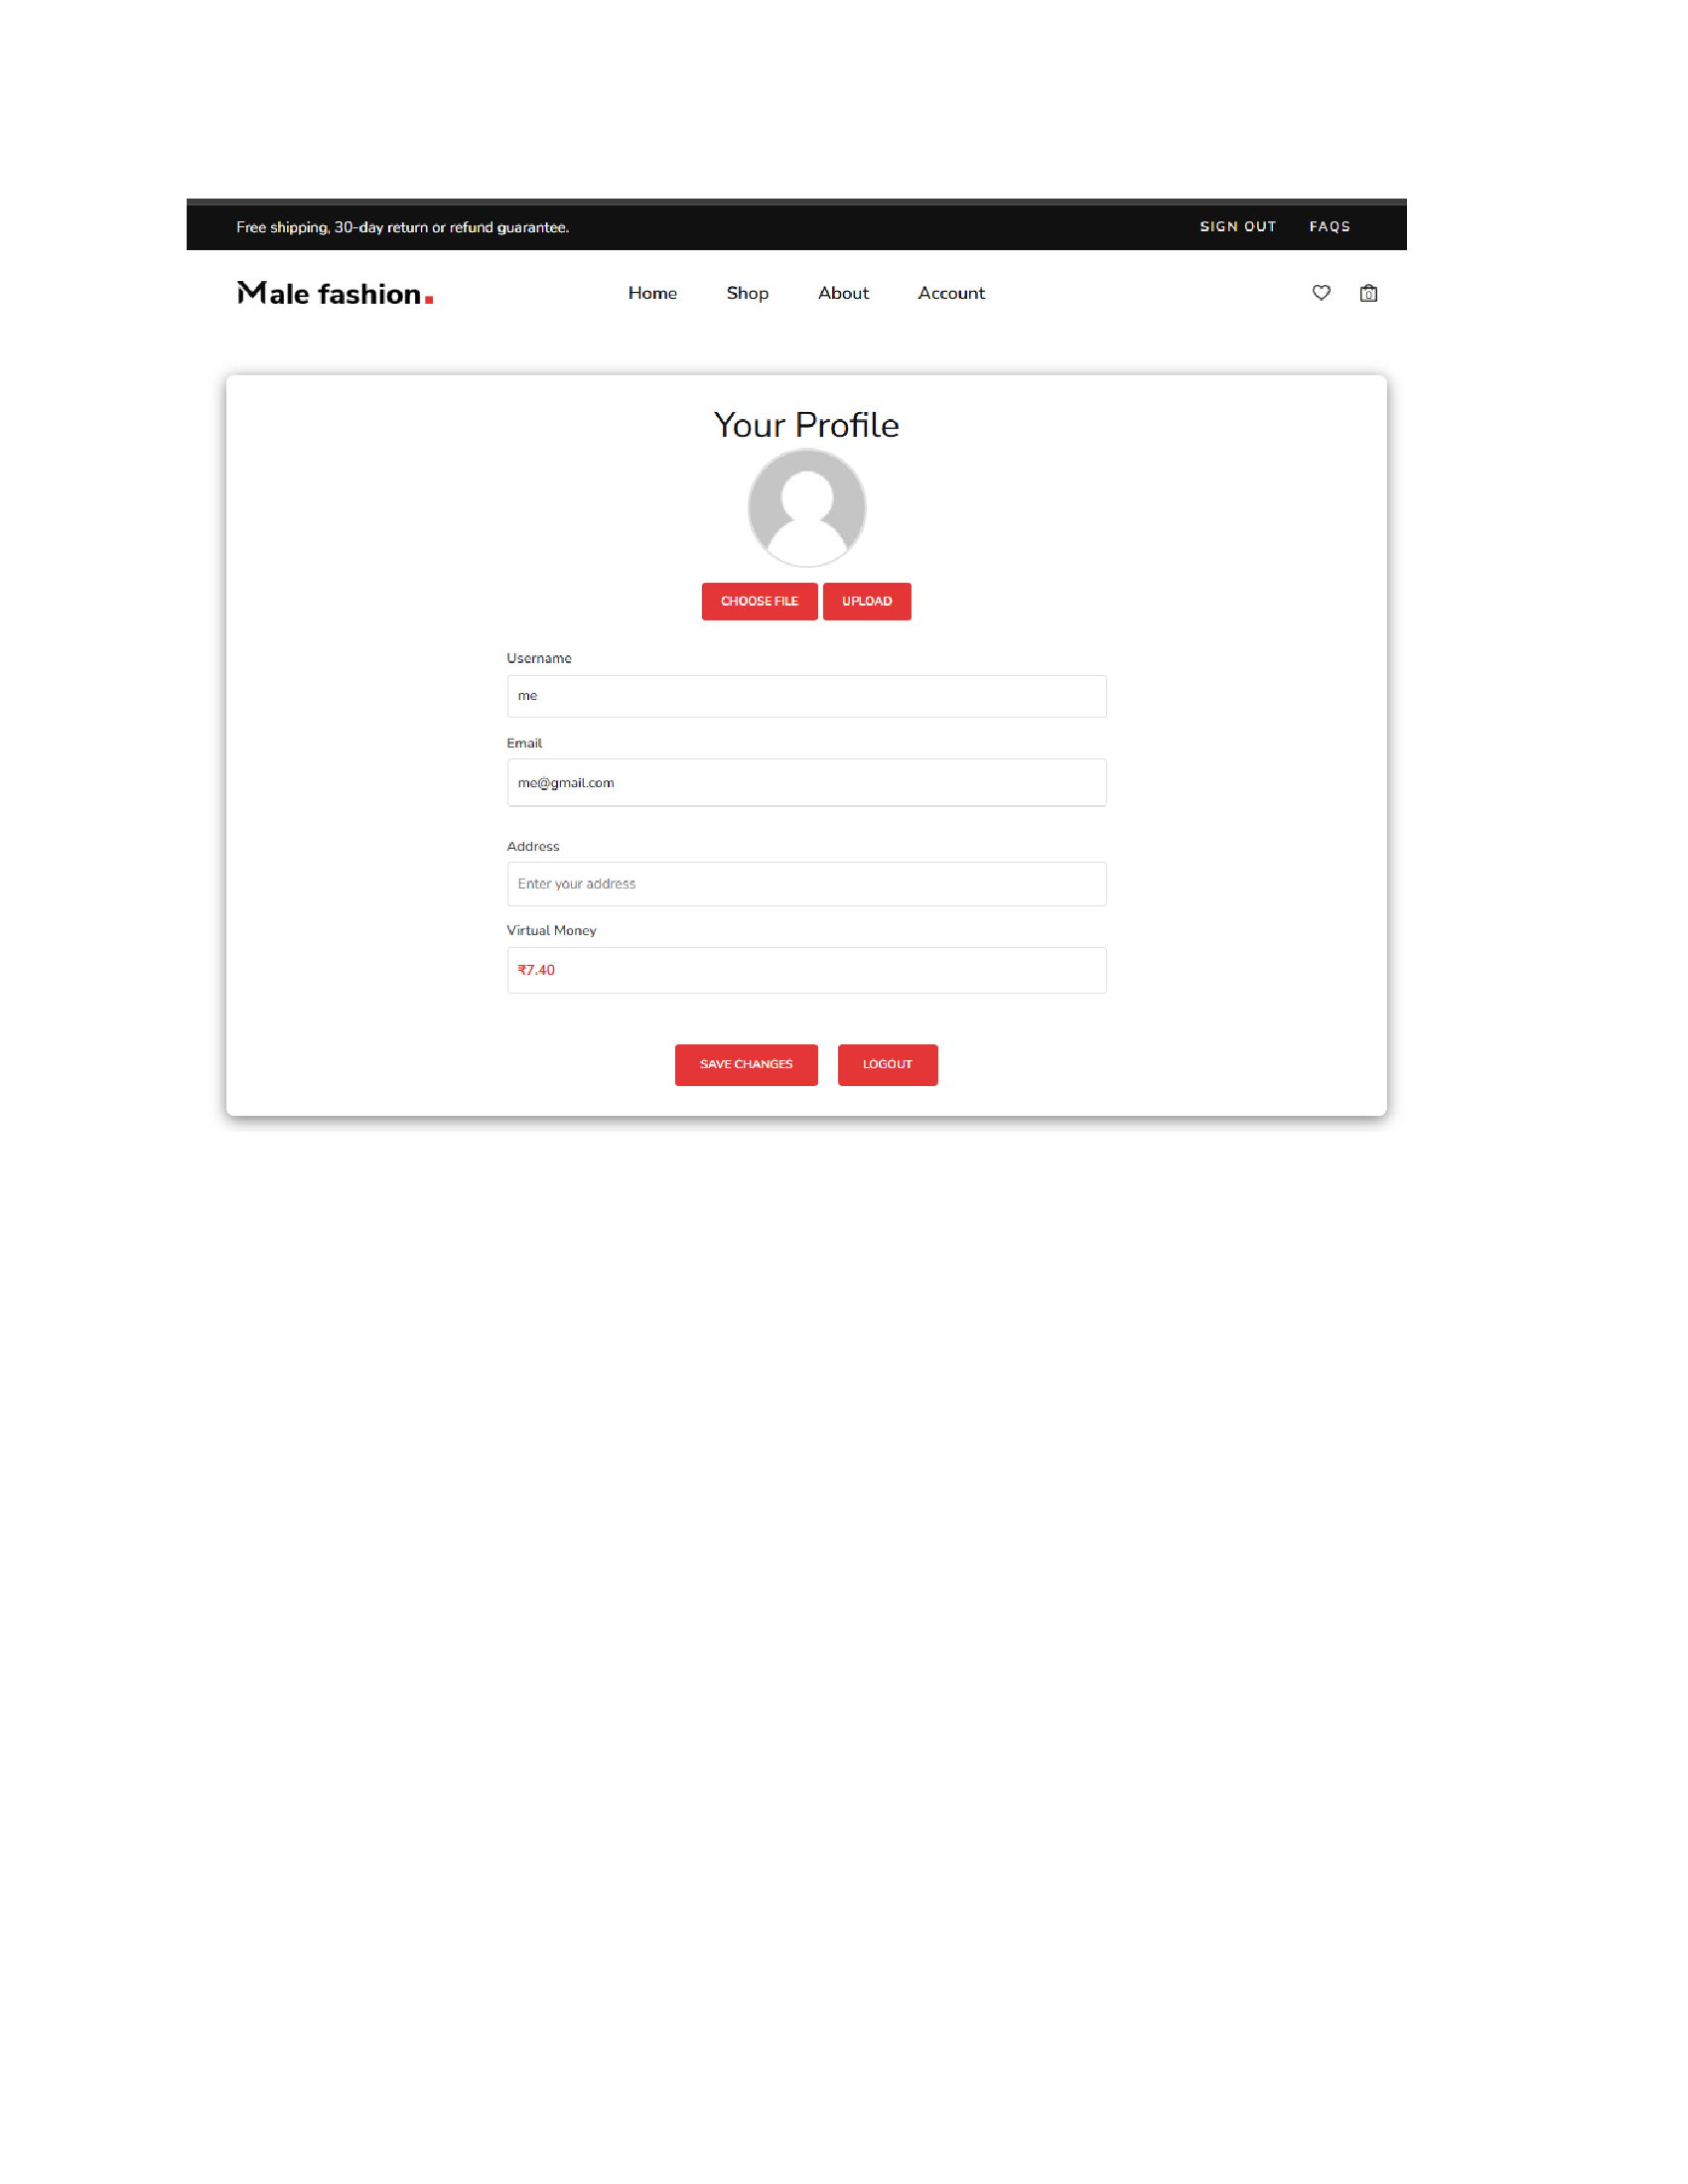 Free shipping, 30-day return or refund guarantee. SIGN OUT FAQS
Male fashion. Home Shop About Account 0
Your Profile
CHOOSE FILE UPLOAD
Username
me
Email
me@gmail.com
Address
Enter your address
Virtual Money
₹7.40
SAVE CHANGES LOGOUT